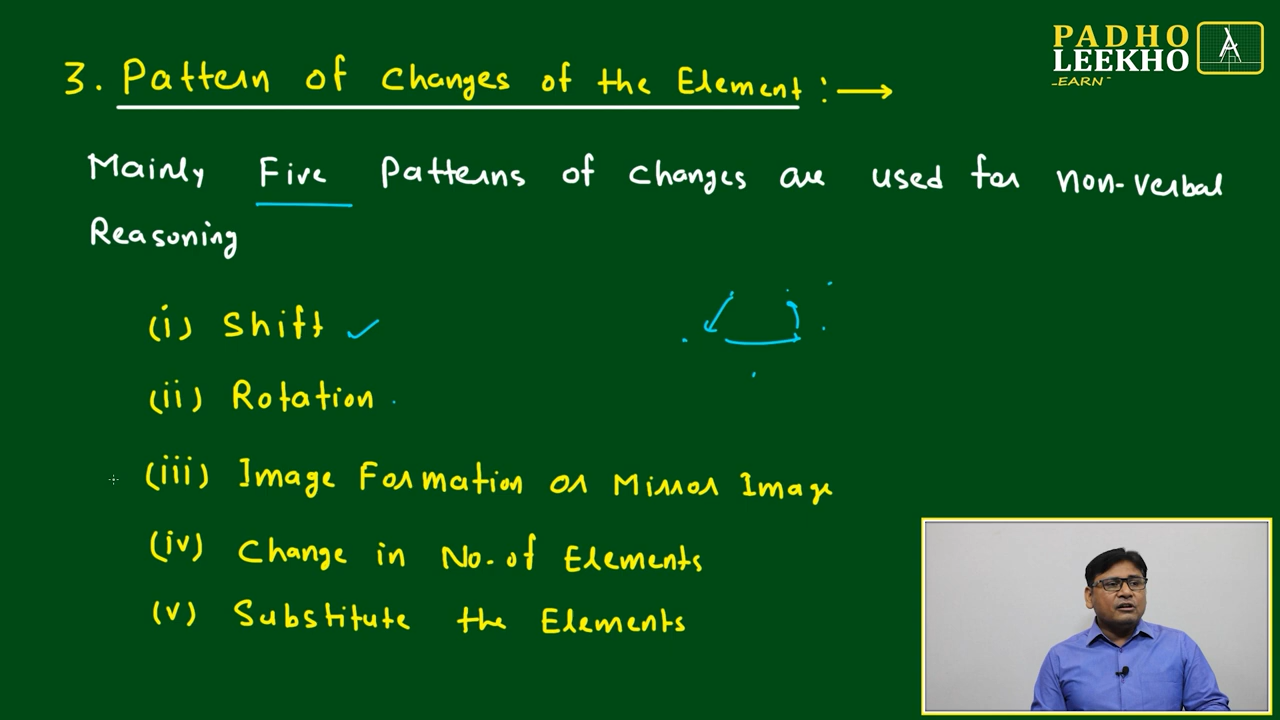 PADHO
LEEKHO
-EARN-
3. Pattern of changes of the Element :→
Mainly Five Patterns of changes are used for non-verbal
Reasoning
(i) Shift ✓
(ii) Rotation
(iii) Image Formation or Mirror Image
(iv) Change in No. of Elements
(v) Substitute the Elements